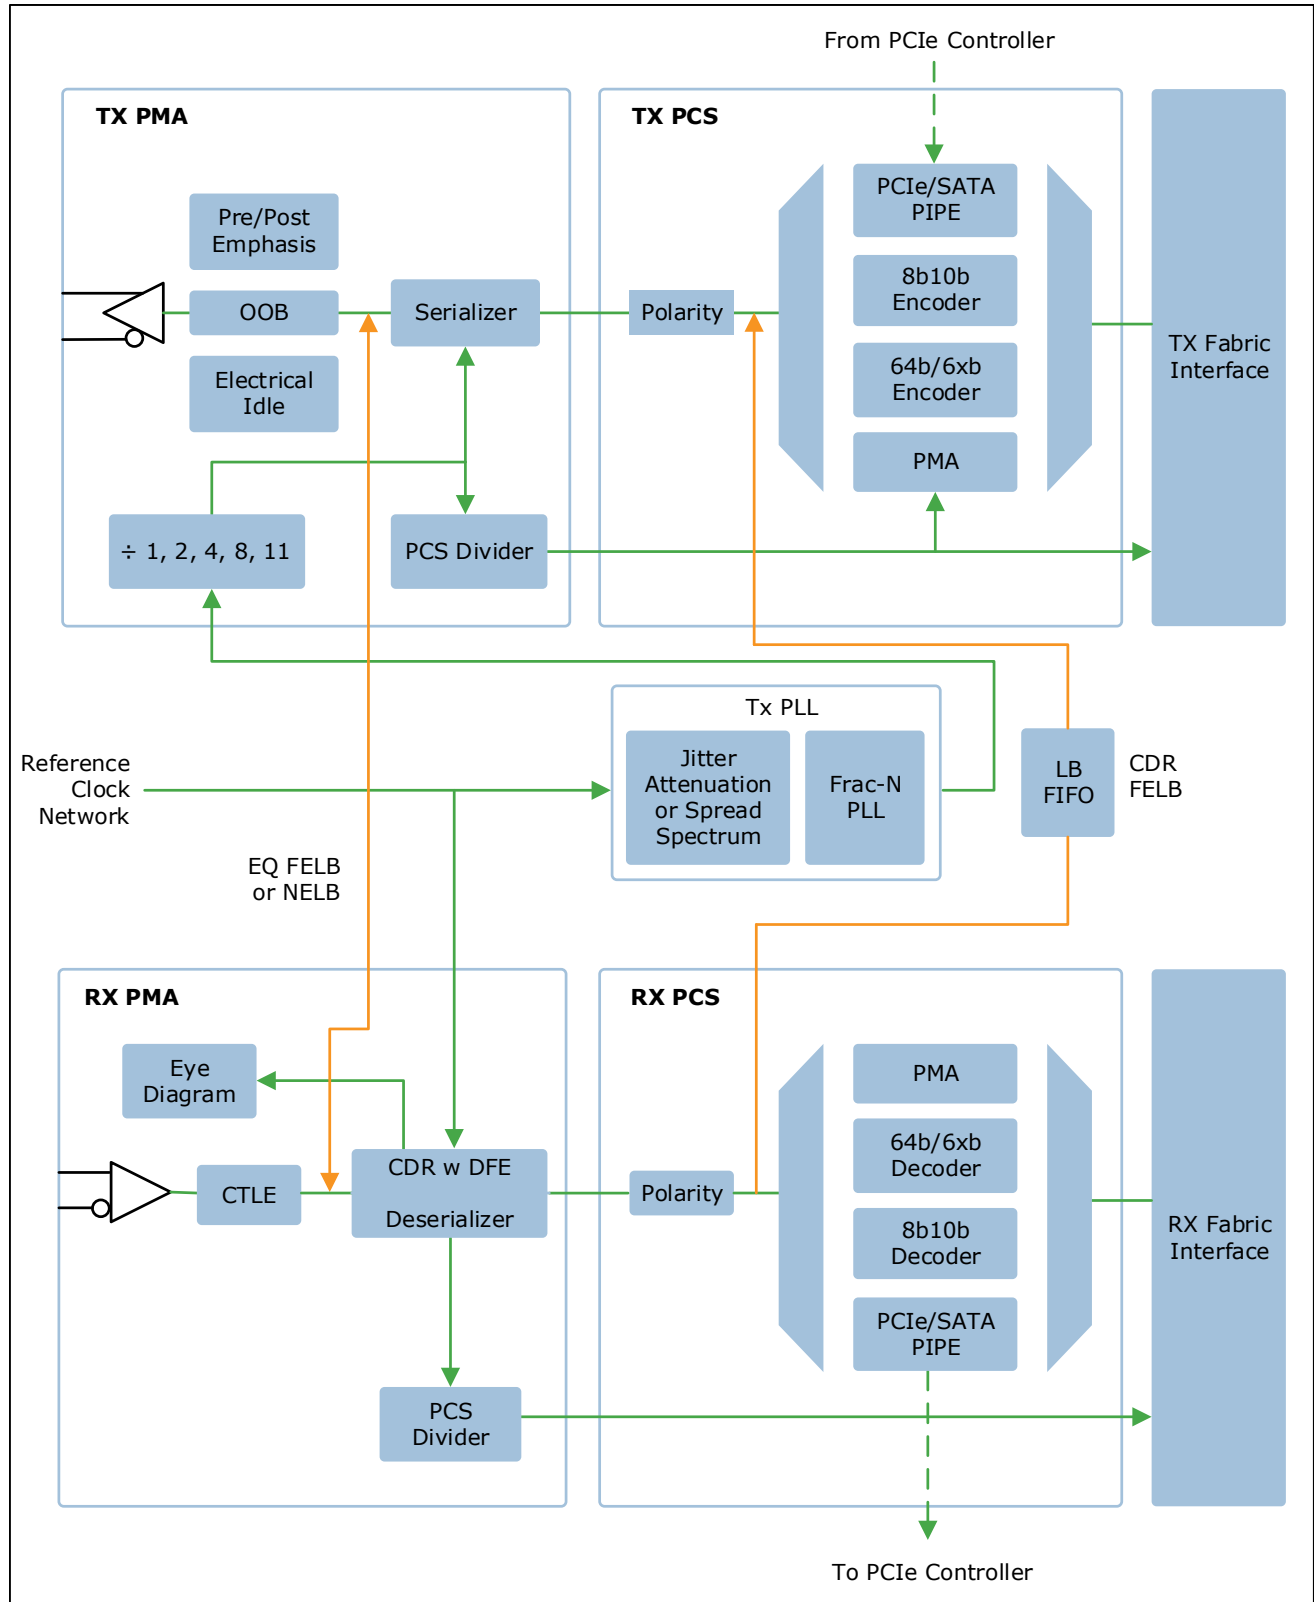 From PCIe Controller
TX PMA
TX PCS
Pre/Post
Emphasis
OOB
Electrical
Idle
Serializer
÷ 1, 2, 4, 8, 11
PCS Divider
Polarity
PCIe/SATA
PIPE
8b10b
Encoder
64b/6xb
Encoder
PMA
TX Fabric
Interface
Reference
Clock
Network
Tx PLL
Jitter
Attenuation
or Spread
Spectrum
Frac-N
PLL
LB
FIFO
CDR
FELB
EQ FELB
or NELB
RX PMA
RX PCS
Eye
Diagram
CTLE
CDR w DFE
Deserializer
PCS
Divider
Polarity
PMA
64b/6xb
Decoder
8b10b
Decoder
PCIe/SATA
PIPE
RX Fabric
Interface
To PCIe Controller